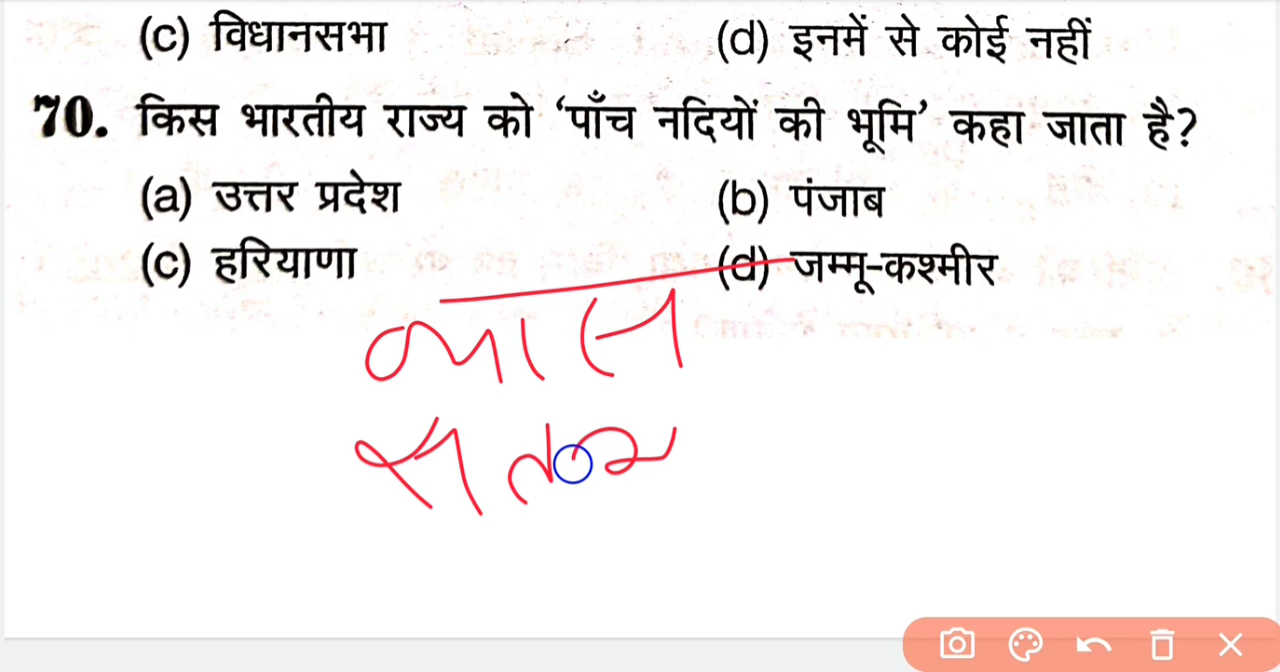 (c) विधानसभा (d) इनमें से कोई नहीं
70. किस भारतीय राज्य को ‘पाँच नदियों की भूमि’ कहा जाता है?
(a) उत्तर प्रदेश (b) पंजाब
(c) हरियाणा (d) जम्मू-कश्मीर
व्यास